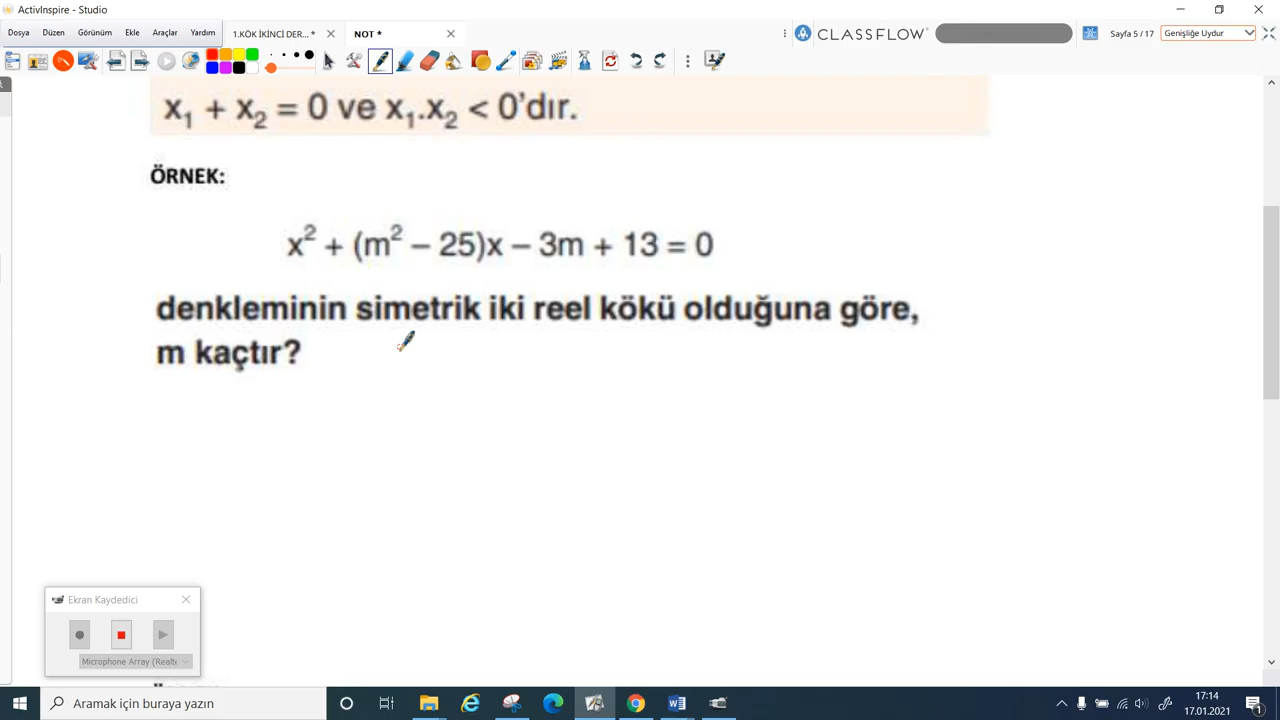 ActivInspire - Studio
Dosya Düzen Görünüm Ekle Araçlar Yardım
1.KÖK İKİNCİ DER... *
NOT *
CLASSFLOW
Sayfa 5 / 17
Genişliğe Uydur
x₁ + x₂ = 0 ve x₁.x₂ < 0'dır.
ÖRNEK:
x² + (m² – 25)x – 3m + 13 = 0
denkleminin simetrik iki reel kökü olduğuna göre,
m kaçtır?
Ekran Kaydedici
Microphone Array (Realte
Aramak için buraya yazın
17:14
17.01.2021
1